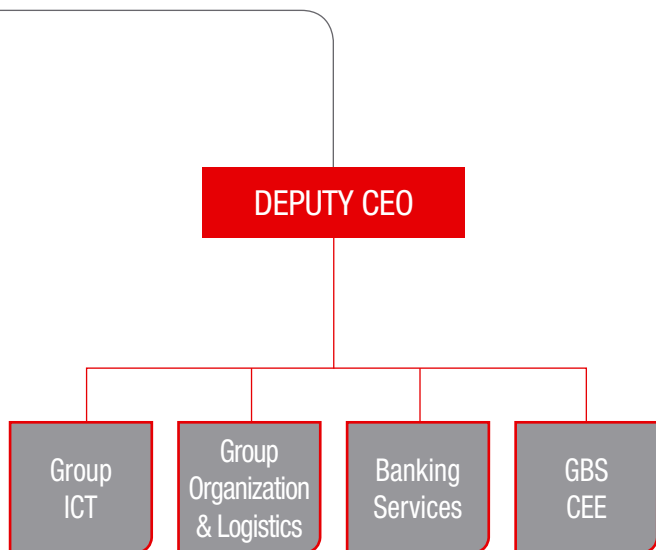 DEPUTY CEO
Group
ICT
Group
Organization
& Logistics
Banking
Services
GBS
CEE